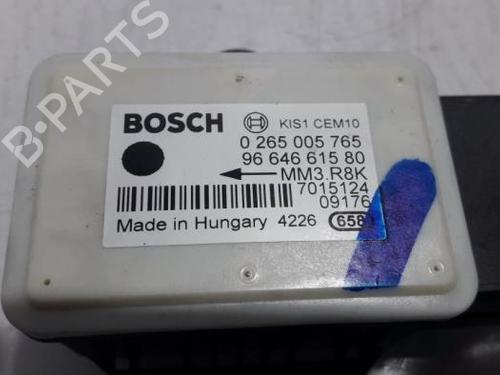 B-PARTS
BOSCH KIS1 CEM10
0 265 005 765
96 646 615 80
MM3.R8K
7015124
09176
Made in Hungary 4226 658